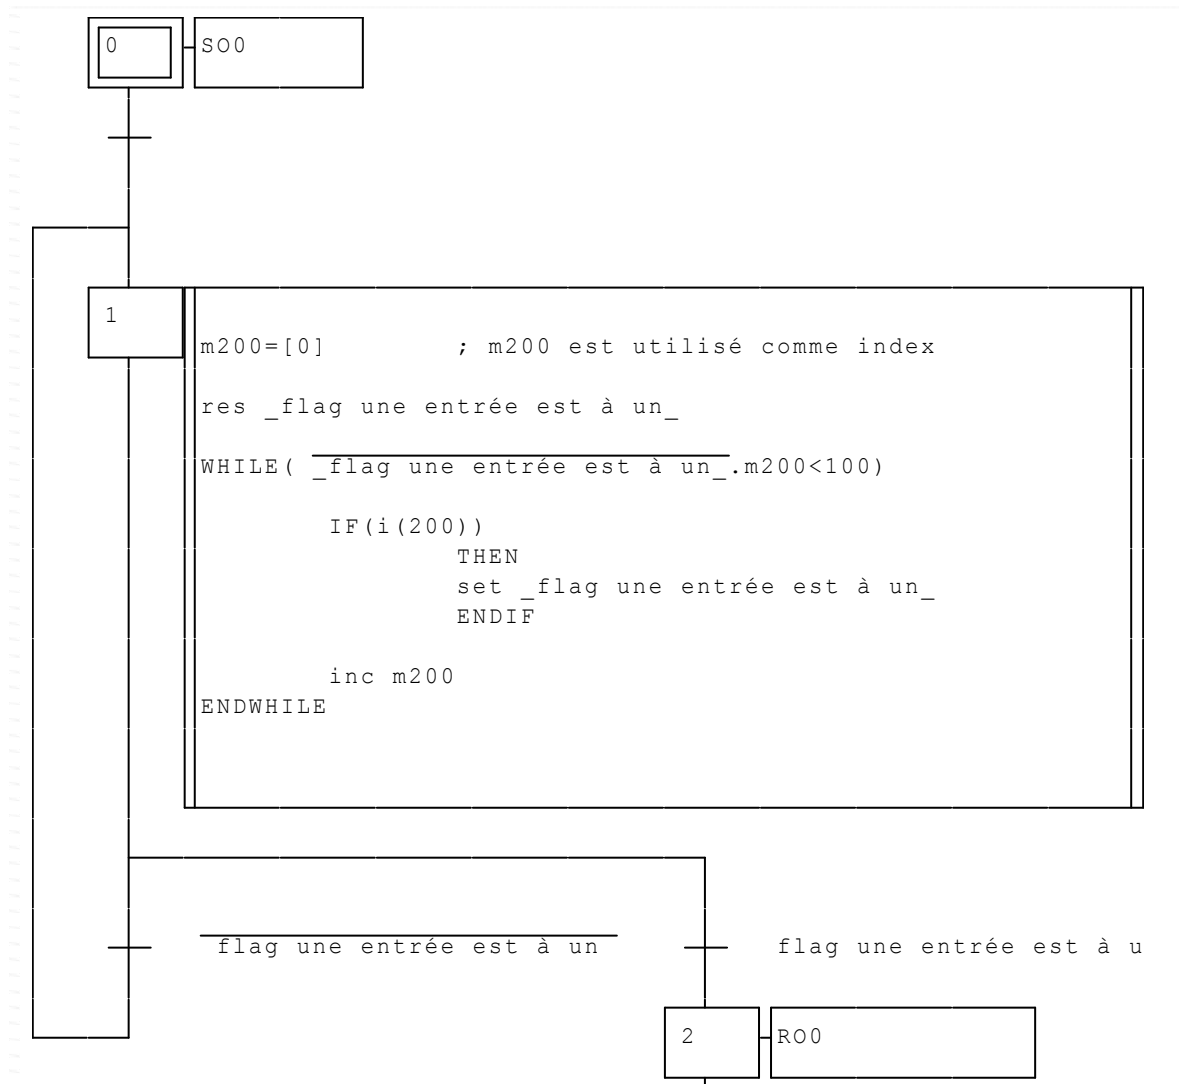 0
SO0
1
m200=[0] ; m200 est utilisé comme index
res _flag une entrée est à un_
WHILE( _flag une entrée est à un_.m200<100)
IF(i(200))
THEN
set _flag une entrée est à un_
ENDIF
inc m200
ENDWHILE
flag une entrée est à un
flag une entrée est à u
2
RO0